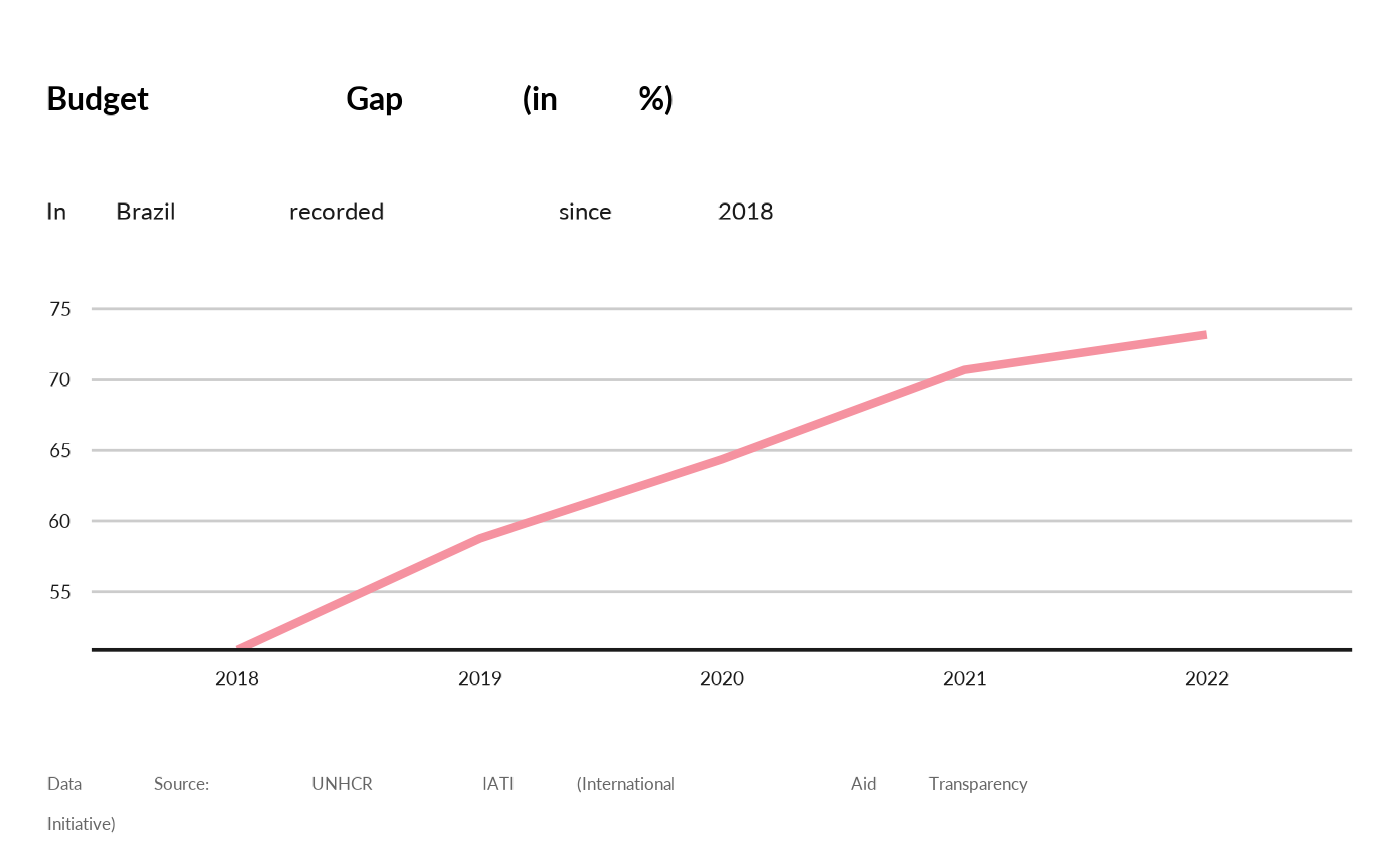 Budget Gap (in %)
In Brazil recorded since 2018
75
70
65
60
55
2018 2019 2020 2021 2022
Data Source: UNHCR IATI (International Aid Transparency
Initiative)